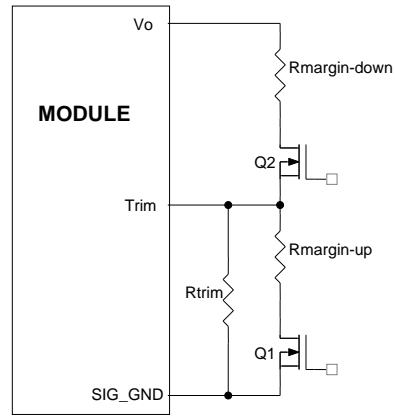 Vo
Rmargin-down
MODULE
Q2
Trim
Rmargin-up
Rtrim
Q1
SIG_GND